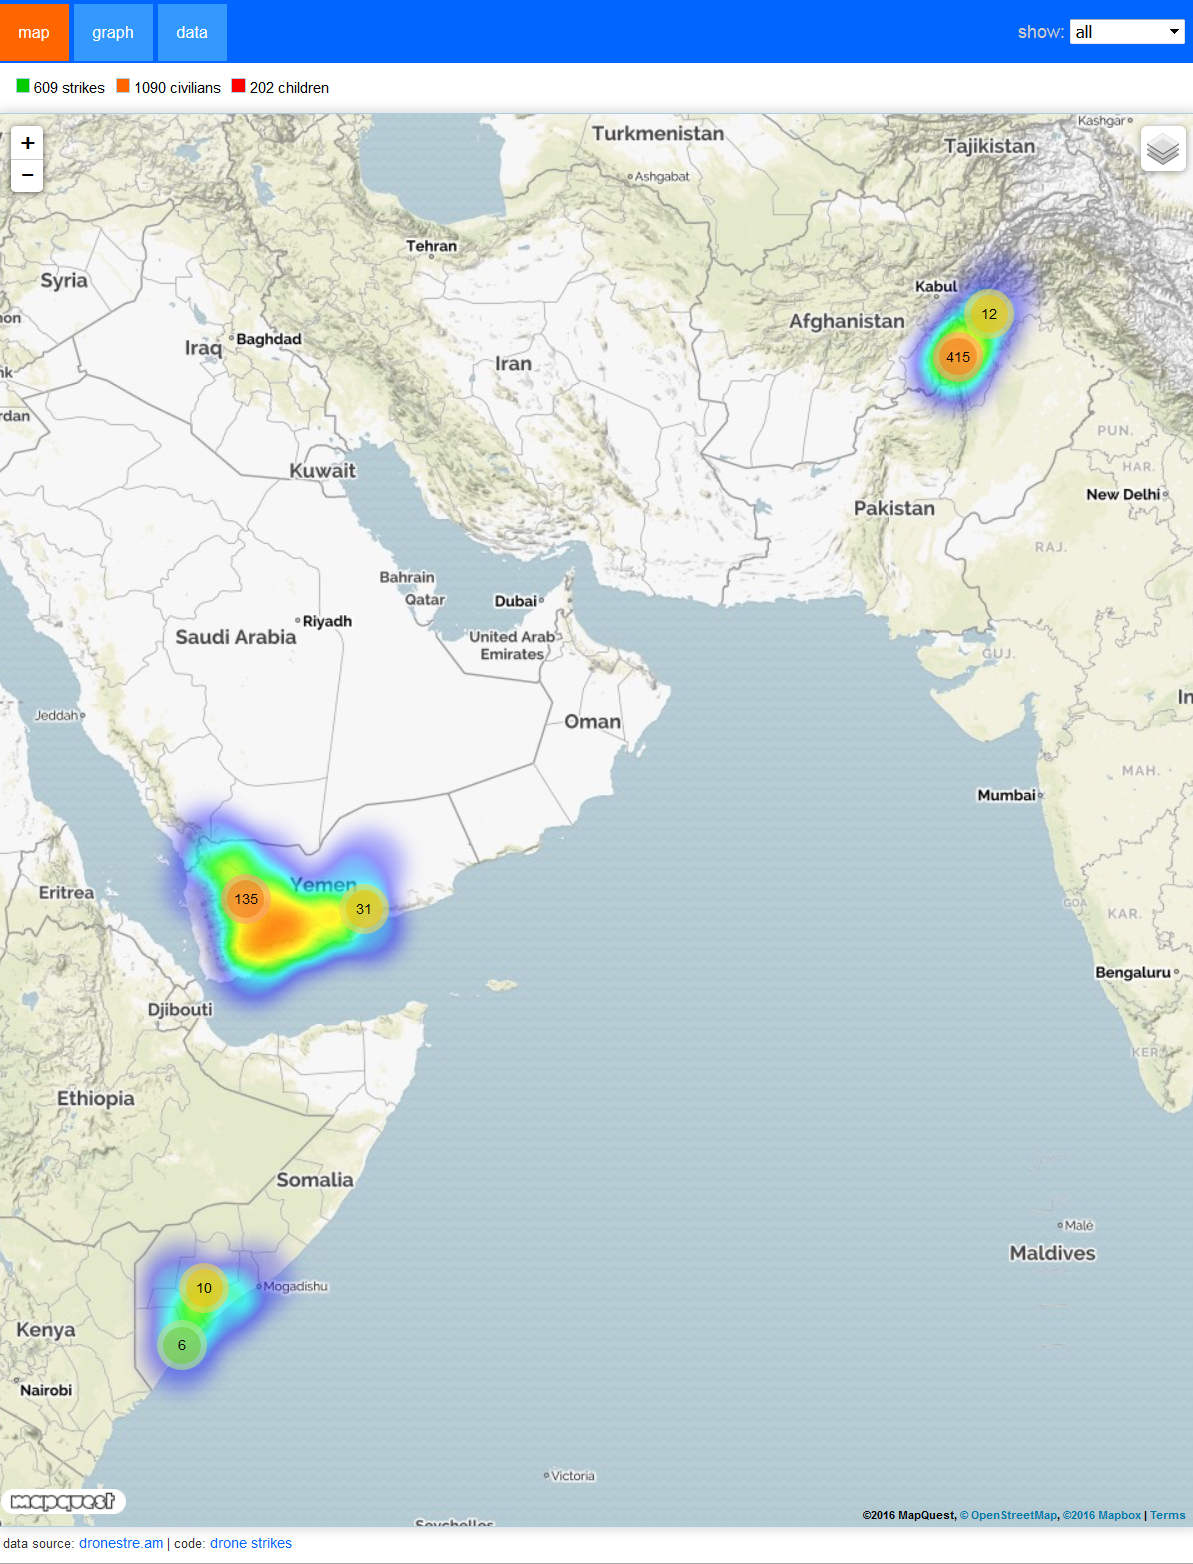 map graph data show: all
609 strikes 1090 civilians 202 children
Kashgar
Turkmenistan
+
Tajikistan
−
Ashgabat
Tehran
Syria
Kabul
non
12
Afghanistan
Baghdad
Iraq
415
Iran
rdan
H.P.
PUN.
HAR.
Kuwait
New Delhi
Pakistan
RAJ.
Bahrain
Qatar
Dubai
Riyadh
Saudi Arabia
United Arab
Emirates
GUJ.
In
Jeddah
Oman
MAH.
Mumbai
Yemen
Eritrea
135
31
GOA
KAR.
Bengaluru
Djibouti
KER.
Ethiopia
Somalia
Malé
Maldives
10
Mogadishu
Kenya
6
Nairobi
Victoria
mapquest
©2016 MapQuest, © OpenStreetMap, ©2016 Mapbox | Terms
Seychelles
data source: dronestre.am | code: drone strikes